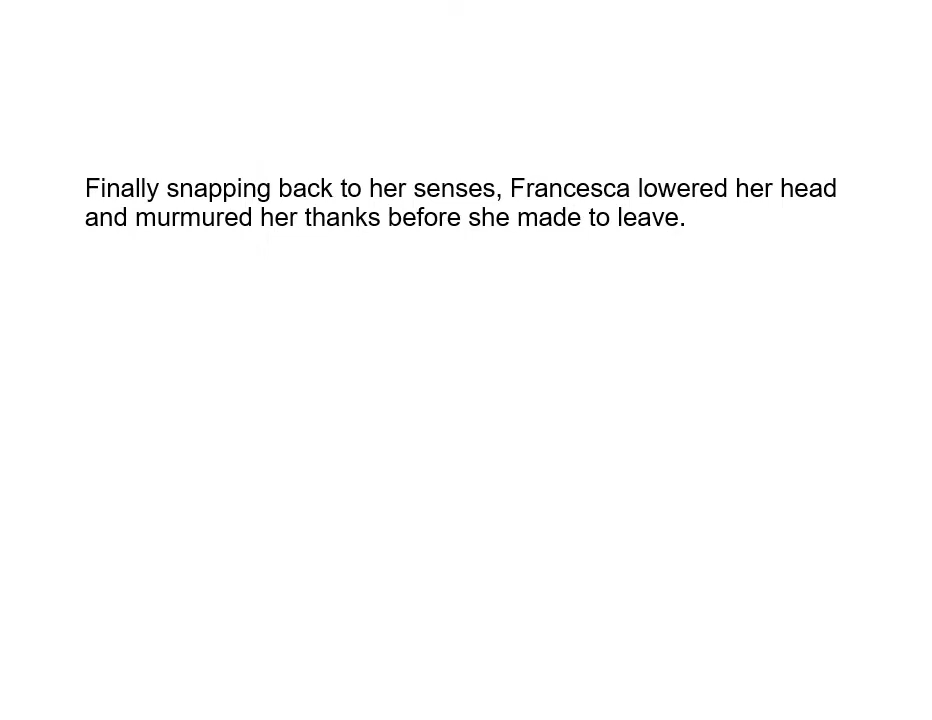 Finally snapping back to her senses, Francesca lowered her head
and murmured her thanks before she made to leave.